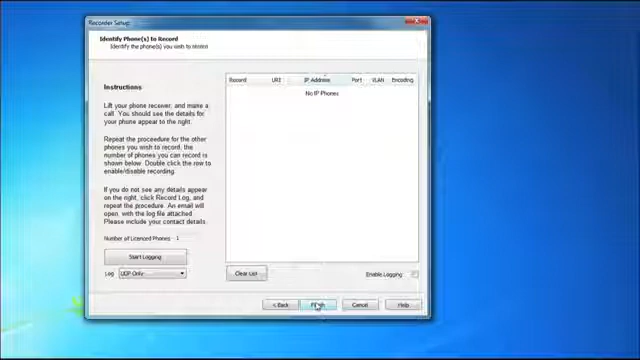 Recorder Setup
Identify Phone(s) to Record
Identify the phone(s) you wish to record
Instructions
Lift your phone receiver, and make a
call. You should see the details for
your phone appear to the right.
Repeat the proceedure for the other
phones you wish to record, the
number of phones you can record is
shown below. Double click the row to
enable/disable recording.
If you do not see any details appear
on the right, click Record Log, and
repeat the procedure. An email will
open, with the log file attached
Please include your contact details.
Number of Licenced Phones - 1
Start Logging
Log UDP Only
Record URI IP Address Port VLAN Encoding
No IP Phones
Clear List
Enable Logging
< Back Finish Cancel Help